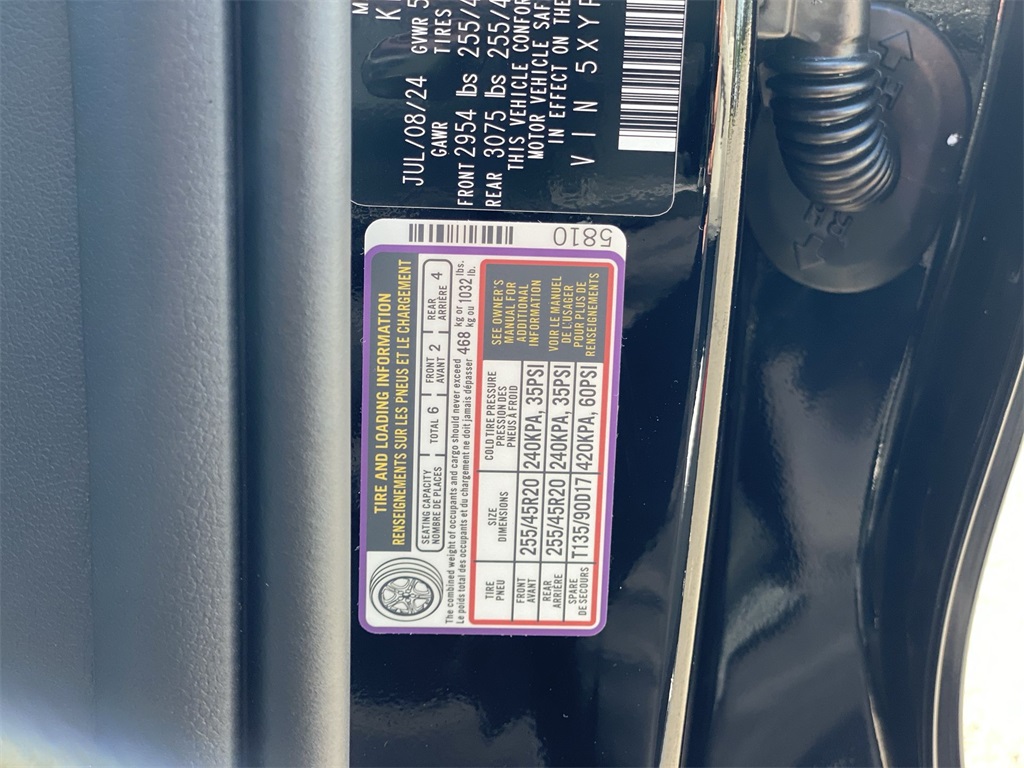 JUL/08/24 GVWR 5
GAWR TIRES
FRONT 2954 lbs 255/4
REAR 3075 lbs 255/4
THIS VEHICLE CONFOR
MOTOR VEHICLE SAF
IN EFFECT ON THE
VIN 5XYP
5810
TIRE AND LOADING INFORMATION
RENSEIGNEMENTS SUR LES PNEUS ET LE CHARGEMENT
SEATING CAPACITY TOTAL 6 FRONT 2 REAR 4
NOMBRE DE PLACES AVANT ARRIÈRE
The combined weight of occupants and cargo should never exceed 468 kg or 1032 lbs.
Le poids total des occupants et du chargement ne doit jamais dépasser kg ou lb.
TIRE
PNEU
SIZE
DIMENSIONS
COLD TIRE PRESSURE
PRESSION DES
PNEUS À FROID
FRONT
AVANT
255/45R20 240KPA, 35PSI
REAR
ARRIÈRE
255/45R20 240KPA, 35PSI
SPARE
DE SECOURS
T135/90D17 420KPA, 60PSI
SEE OWNER'S
MANUAL FOR
ADDITIONAL
INFORMATION
VOIR LE MANUEL
DE L'USAGER
POUR PLUS DE
RENSEIGNEMENTS
RH